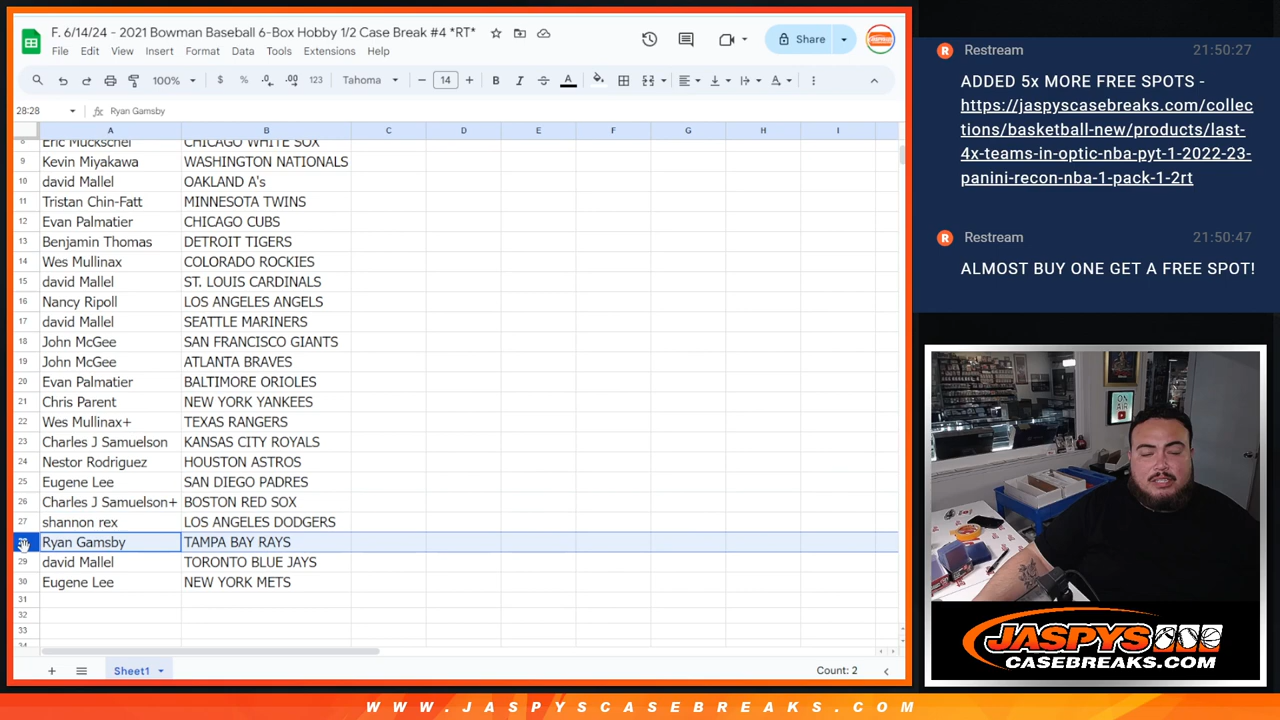 F. 6/14/24 - 2021 Bowman Baseball 6-Box Hobby 1/2 Case Break #4 *RT*
Share
File Edit View Insert Format Data Tools Extensions Help
100% $ % .0 .00 123 Tahoma 14 B I A
28:28 fx Ryan Gamsby
A B C D E F G H I
8 Eric Muckschel CHICAGO WHITE SOX
9 Kevin Miyakawa WASHINGTON NATIONALS
10 david Mallel OAKLAND A's
11 Tristan Chin-Fatt MINNESOTA TWINS
12 Evan Palmatier CHICAGO CUBS
13 Benjamin Thomas DETROIT TIGERS
14 Wes Mullinax COLORADO ROCKIES
15 david Mallel ST. LOUIS CARDINALS
16 Nancy Ripoll LOS ANGELES ANGELS
17 david Mallel SEATTLE MARINERS
18 John McGee SAN FRANCISCO GIANTS
19 John McGee ATLANTA BRAVES
20 Evan Palmatier BALTIMORE ORIOLES
21 Chris Parent NEW YORK YANKEES
22 Wes Mullinax+ TEXAS RANGERS
23 Charles J Samuelson KANSAS CITY ROYALS
24 Nestor Rodriguez HOUSTON ASTROS
25 Eugene Lee SAN DIEGO PADRES
26 Charles J Samuelson+ BOSTON RED SOX
27 shannon rex LOS ANGELES DODGERS
Ryan Gamsby TAMPA BAY RAYS
29 david Mallel TORONTO BLUE JAYS
30 Eugene Lee NEW YORK METS
31
32
33
34
Sheet1
Count: 2
R Restream 21:50:27
ADDED 5x MORE FREE SPOTS -
https://jaspyscasebreaks.com/collec
tions/basketball-new/products/last-
4x-teams-in-optic-nba-pyt-1-2022-23-
panini-recon-nba-1-pack-1-2rt
R Restream 21:50:47
ALMOST BUY ONE GET A FREE SPOT!
ON
AIR
JASPYS
CASEBREAKS.COM
WWW.JASPYSCASEBREAKS.COM